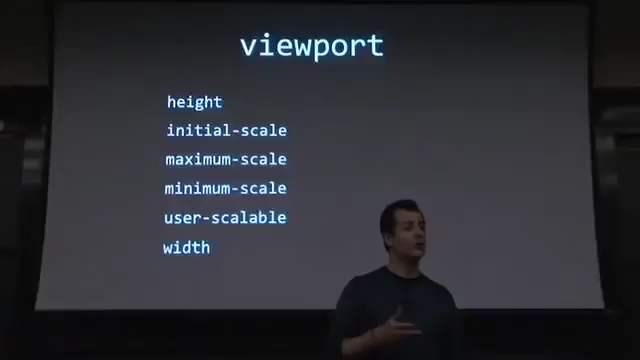 viewport
height
initial-scale
maximum-scale
minimum-scale
user-scalable
width